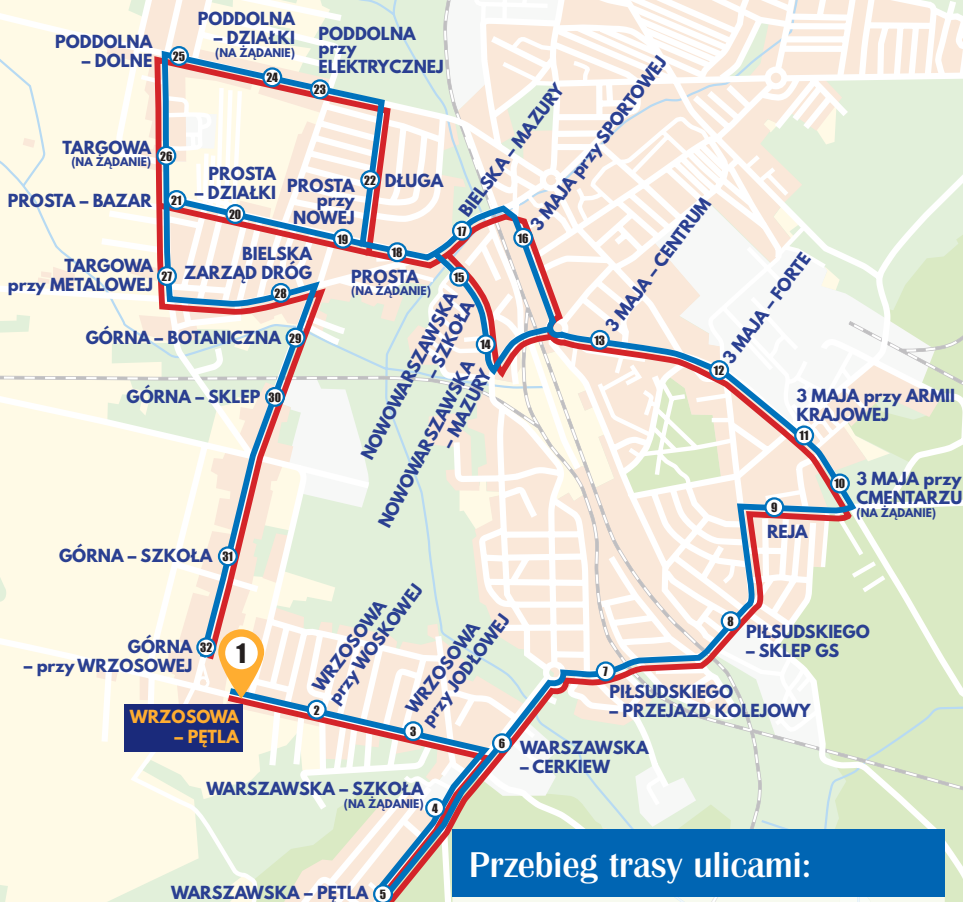 PODDOLNA
– DZIAŁKI
(NA ŻĄDANIE)
PODDOLNA
przy
ELEKTRYCZNEJ
PODDOLNA
– DOLNE
25
24
23
TARGOWA
(NA ŻĄDANIE)
26
PROSTA
– DZIAŁKI
PROSTA
przy
NOWEJ
22
DŁUGA
PROSTA – BAZAR
21
20
19
18
PROSTA
(NA ŻĄDANIE)
17
BIELSKA – MAZURY
16
3 MAJA przy SPORTOWEJ
TARGOWA
przy METALOWEJ
27
BIELSKA
ZARZĄD DRÓG
28
15
NOWOWARSZAWSKA
– SZKOŁA
14
NOWOWARSZAWSKA
– MAZURY
13
3 MAJA – CENTRUM
12
3 MAJA – FORTE
GÓRNA – BOTANICZNA
29
GÓRNA – SKLEP
30
3 MAJA przy ARMII
KRAJOWEJ
11
10
3 MAJA przy
CMENTARZU
(NA ŻĄDANIE)
9
REJA
GÓRNA – SZKOŁA
31
GÓRNA
– przy WRZOSOWEJ
32
1
WRZOSOWA
– PĘTLA
2
WRZOSOWA
przy WOSKOWEJ
3
WRZOSOWA
przy JODŁOWEJ
8
PIŁSUDSKIEGO
– SKLEP GS
7
PIŁSUDSKIEGO
– PRZEJAZD KOLEJOWY
6
WARSZAWSKA
– CERKIEW
WARSZAWSKA – SZKOŁA
(NA ŻĄDANIE)
4
WARSZAWSKA – PĘTLA
5
Przebieg trasy ulicami: